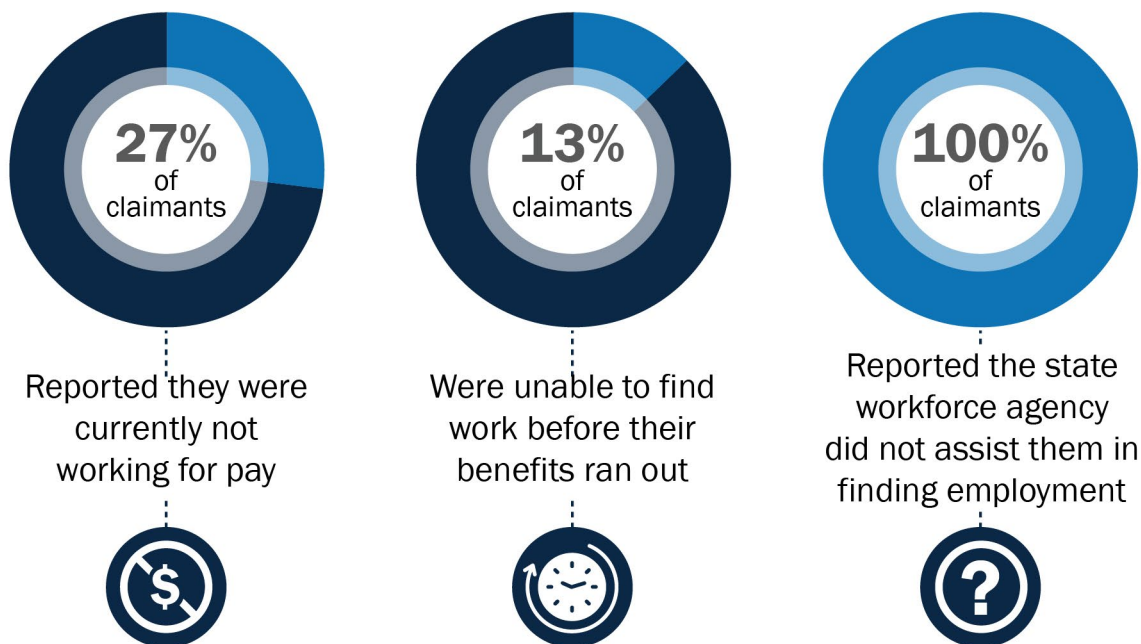 27%
of
claimants
Reported they were
currently not
working for pay
$
13%
of
claimants
Were unable to find
work before their
benefits ran out
100%
of
claimants
Reported the state
workforce agency
did not assist them in
finding employment
?